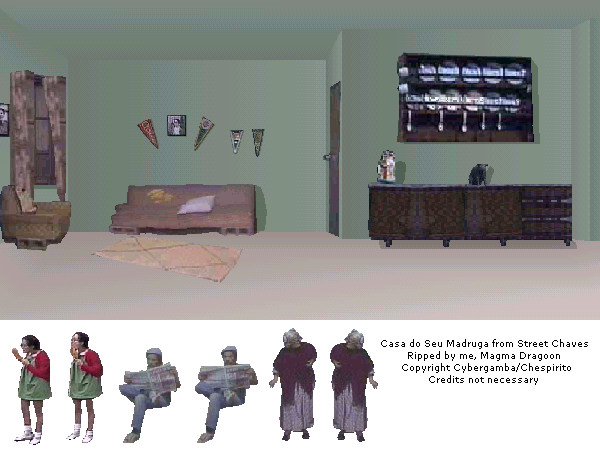 Casa do Seu Madruga from Street Chaves
Ripped by me, Magma Dragoon
Copyright Cybergamba/Chespirito
Credits not necessary